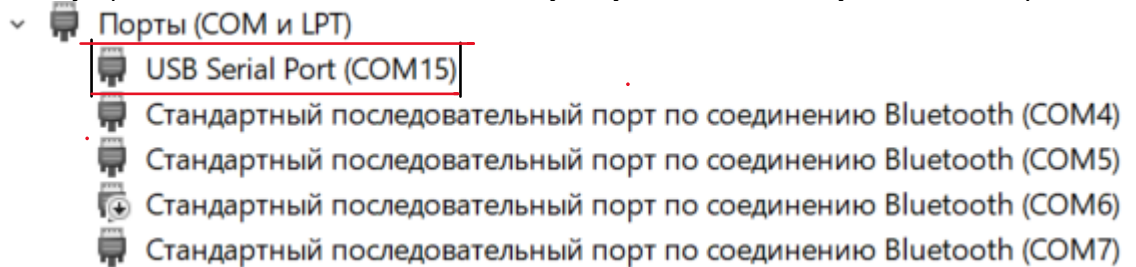 Порты (COM и LPT)
USB Serial Port (COM15)
Стандартный последовательный порт по соединению Bluetooth (COM4)
Стандартный последовательный порт по соединению Bluetooth (COM5)
Стандартный последовательный порт по соединению Bluetooth (COM6)
Стандартный последовательный порт по соединению Bluetooth (COM7)